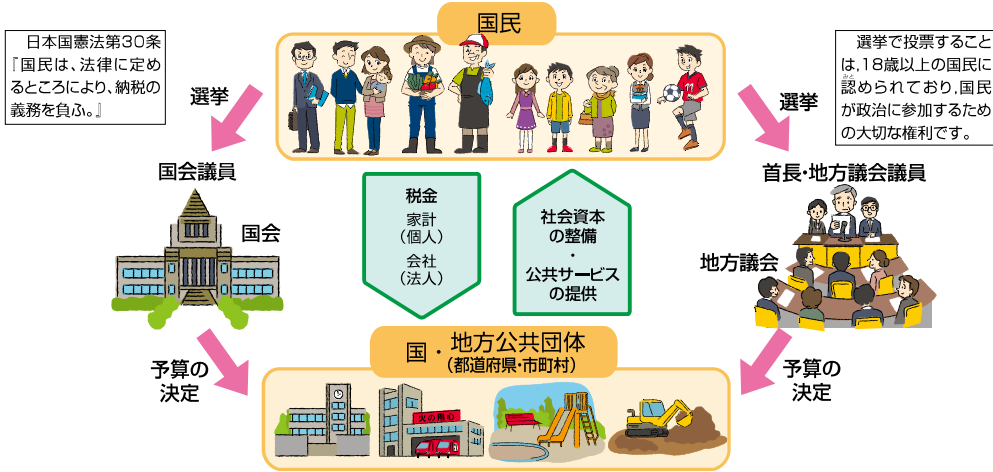 国民
日本国憲法第30条
『国民は、法律に定め
るところにより、納税の
義務を負ふ。』
選挙で投票すること
は,18歳以上の国民に
認められており,国民
みと
が政治に参加するため
の大切な権利です。
選挙
選挙
国会議員
国会
税金
家計
(個人)
会社
(法人)
社会資本
の整備
・
公共サービス
の提供
首長・地方議会議員
地方議会
予算の
決定
予算の
決定
国・地方公共団体
(都道府県・市町村)
火の用心
11